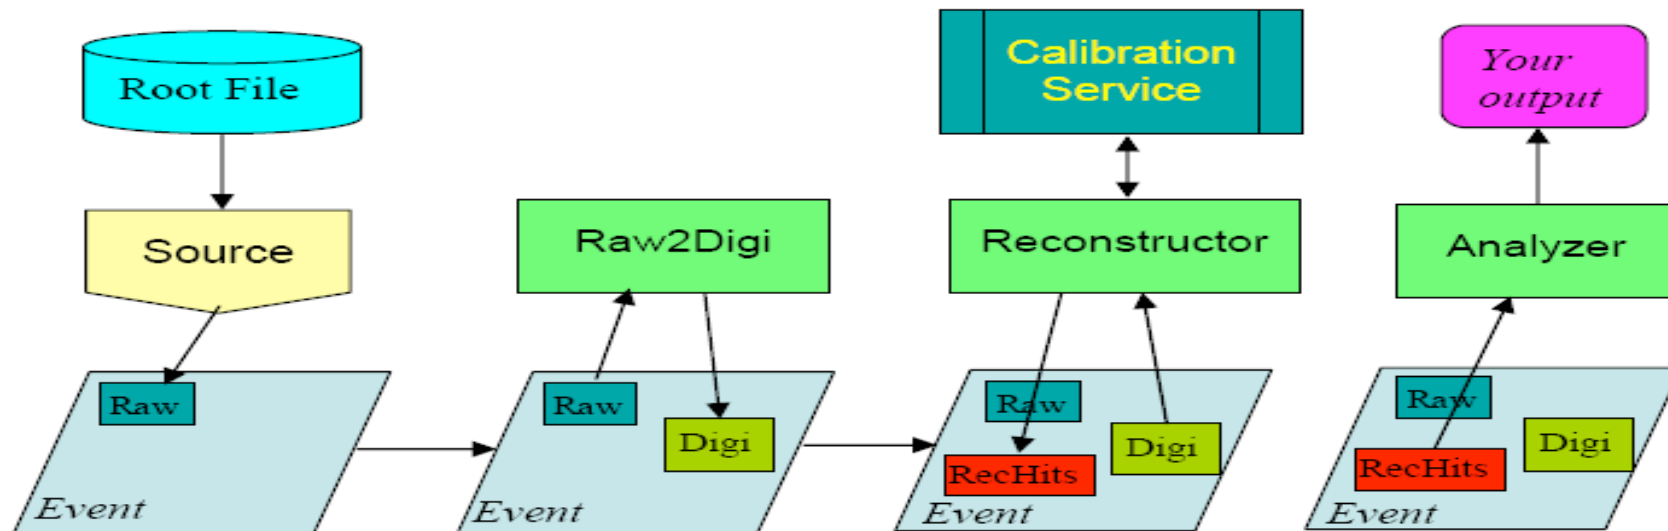 Root File
Calibration
Service
Your
output
Source
Raw2Digi
Reconstructor
Analyzer
Raw
Event
Raw
Digi
Event
Raw
Digi
RecHits
Event
Raw
Digi
RecHits
Event